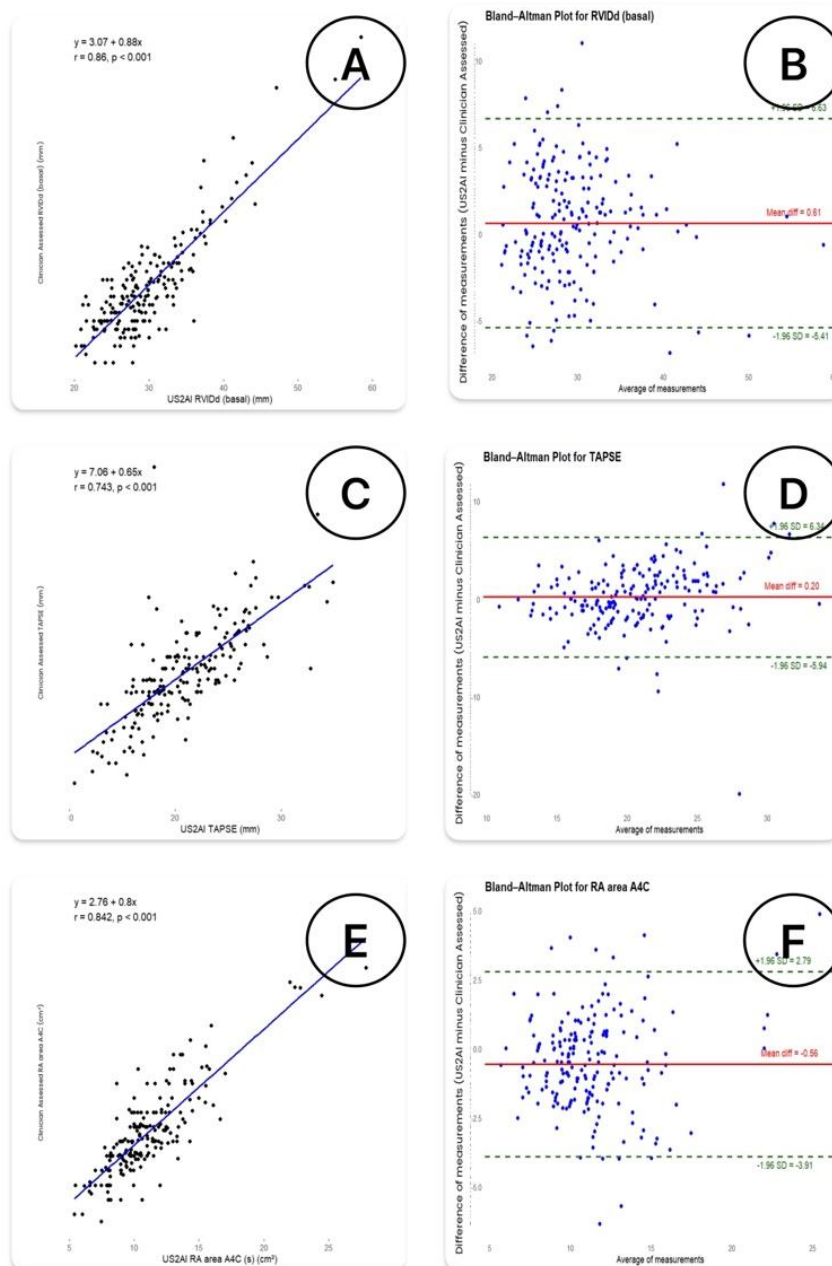 y = 3.07 + 0.88x
r = 0.86, p < 0.001
A
Clinician Assessed RVIDd (basal) (mm)
20 30 40 50 60
US2AI RVIDd (basal) (mm)
Bland–Altman Plot for RVIDd (basal)
B
Difference of measurements (US2AI minus Clinician Assessed)
10
5
0
-5
+1.96 SD = 6.63
Mean diff = 0.61
-1.96 SD = -5.41
20 30 40 50
Average of measurements
y = 7.06 + 0.65x
r = 0.743, p < 0.001
C
Clinician Assessed TAPSE (mm)
0 20 30
US2AI TAPSE (mm)
Bland–Altman Plot for TAPSE
D
Difference of measurements (US2AI minus Clinician Assessed)
10
0
-10
-20
+1.96 SD = 6.34
Mean diff = 0.20
-1.96 SD = -5.94
10 15 20 25 30
Average of measurements
y = 2.76 + 0.8x
r = 0.842, p < 0.001
E
Clinician Assessed RA area A4C (cm²)
5 10 15 20 25
US2AI RA area A4C (s) (cm²)
Bland–Altman Plot for RA area A4C
F
Difference of measurements (US2AI minus Clinician Assessed)
5.0
2.5
0.0
-2.5
-5.0
+1.96 SD = 2.79
Mean diff = -0.56
-1.96 SD = -3.91
5 10 15 20 25
Average of measurements